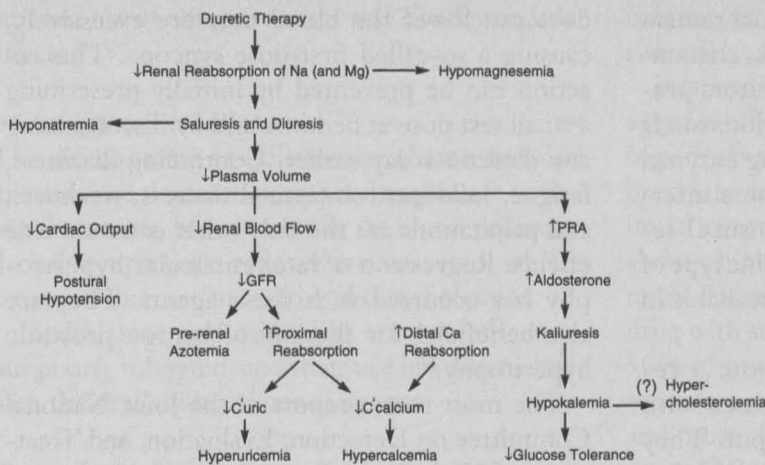 Diuretic Therapy
↓Renal Reabsorption of Na (and Mg) Hypomagnesemia
Hyponatremia Saluresis and Diuresis
↓Plasma Volume
↓Cardiac Output ↓Renal Blood Flow ↑PRA
Postural
Hypotension
↓GFR ↑Aldosterone
Pre-renal
Azotemia
↑Proximal
Reabsorption
↑Distal Ca
Reabsorption
Kaliuresis
↓C uric ↓C calcium Hypokalemia (?) Hyper-
cholesterolemia
Hyperuricemia Hypercalcemia ↓Glucose Tolerance